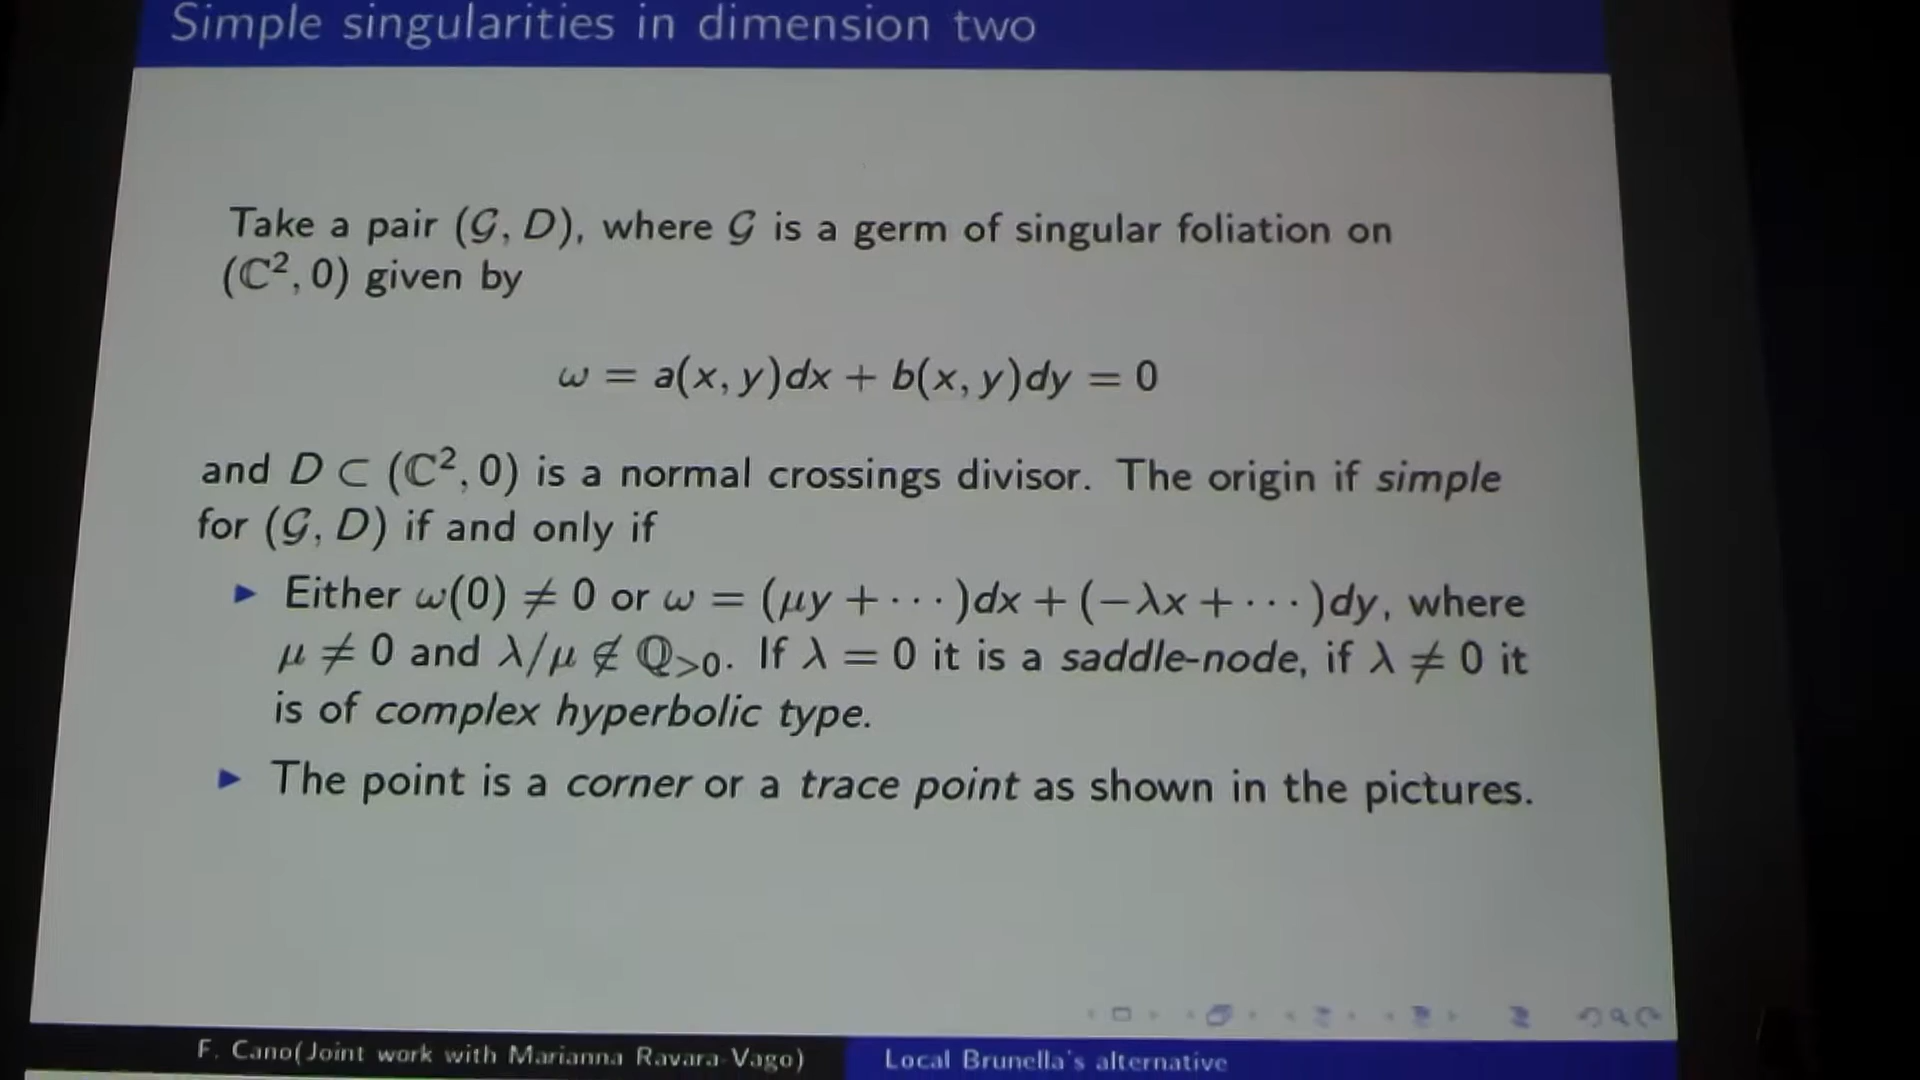 Simple singularities in dimension two
Take a pair (𝒢, D), where 𝒢 is a germ of singular foliation on
(ℂ², 0) given by
ω = a(x, y)dx + b(x, y)dy = 0
and D ⊂ (ℂ², 0) is a normal crossings divisor. The origin if simple
for (𝒢, D) if and only if
▶ Either ω(0) ≠ 0 or ω = (μy + ⋯)dx + (−λx + ⋯)dy, where
μ ≠ 0 and λ/μ ∉ ℚ>0. If λ = 0 it is a saddle-node, if λ ≠ 0 it
is of complex hyperbolic type.
▶ The point is a corner or a trace point as shown in the pictures.
F. Cano(Joint work with Marianna Ravara-Vago)
Local Brunella's alternative